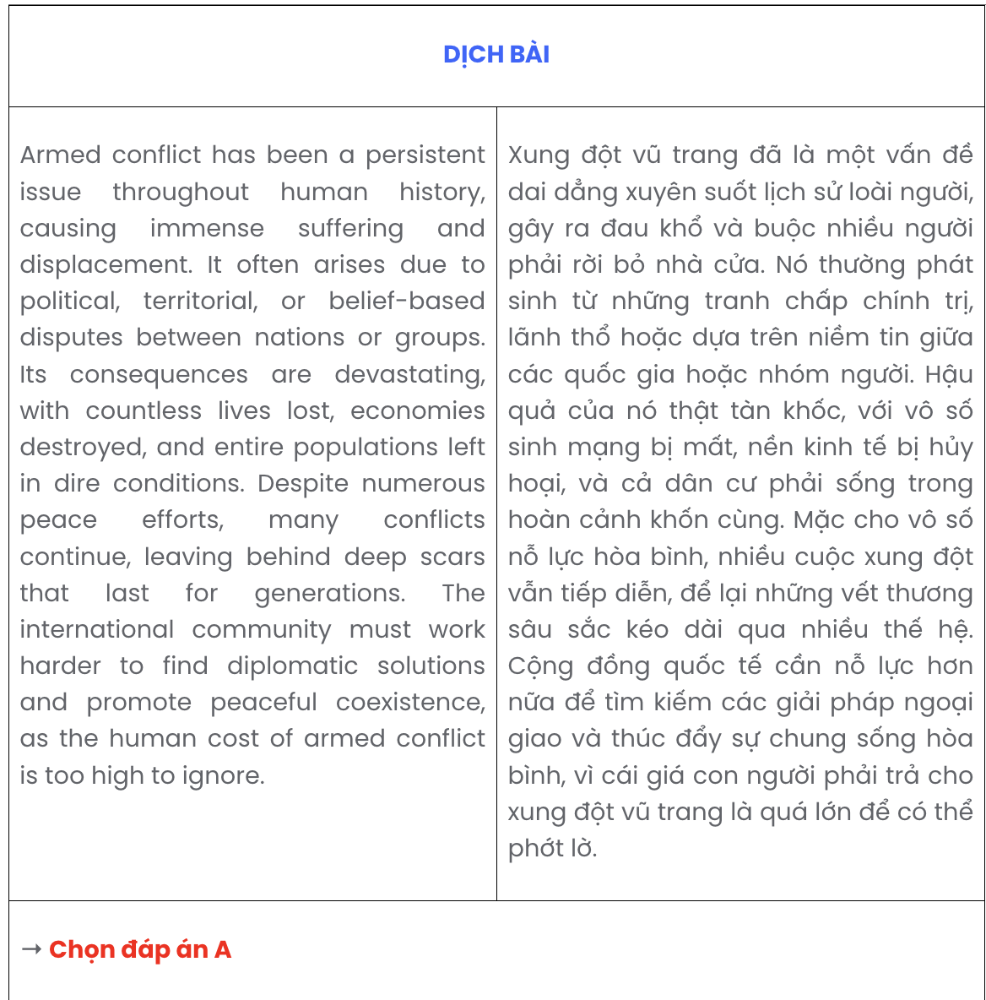 DỊCH BÀI
Armed conflict has been a persistent
issue throughout human history,
causing immense suffering and
displacement. It often arises due to
political, territorial, or belief-based
disputes between nations or groups.
Its consequences are devastating,
with countless lives lost, economies
destroyed, and entire populations left
in dire conditions. Despite numerous
peace efforts, many conflicts
continue, leaving behind deep scars
that last for generations. The
international community must work
harder to find diplomatic solutions
and promote peaceful coexistence,
as the human cost of armed conflict
is too high to ignore.
Xung đột vũ trang đã là một vấn đề
dai dẳng xuyên suốt lịch sử loài người,
gây ra đau khổ và buộc nhiều người
phải rời bỏ nhà cửa. Nó thường phát
sinh từ những tranh chấp chính trị,
lãnh thổ hoặc dựa trên niềm tin giữa
các quốc gia hoặc nhóm người. Hậu
quả của nó thật tàn khốc, với vô số
sinh mạng bị mất, nền kinh tế bị hủy
hoại, và cả dân cư phải sống trong
hoàn cảnh khốn cùng. Mặc cho vô số
nỗ lực hòa bình, nhiều cuộc xung đột
vẫn tiếp diễn, để lại những vết thương
sâu sắc kéo dài qua nhiều thế hệ.
Cộng đồng quốc tế cần nỗ lực hơn
nữa để tìm kiếm các giải pháp ngoại
giao và thúc đẩy sự chung sống hòa
bình, vì cái giá con người phải trả cho
xung đột vũ trang là quá lớn để có thể
phớt lờ.
→ Chọn đáp án A